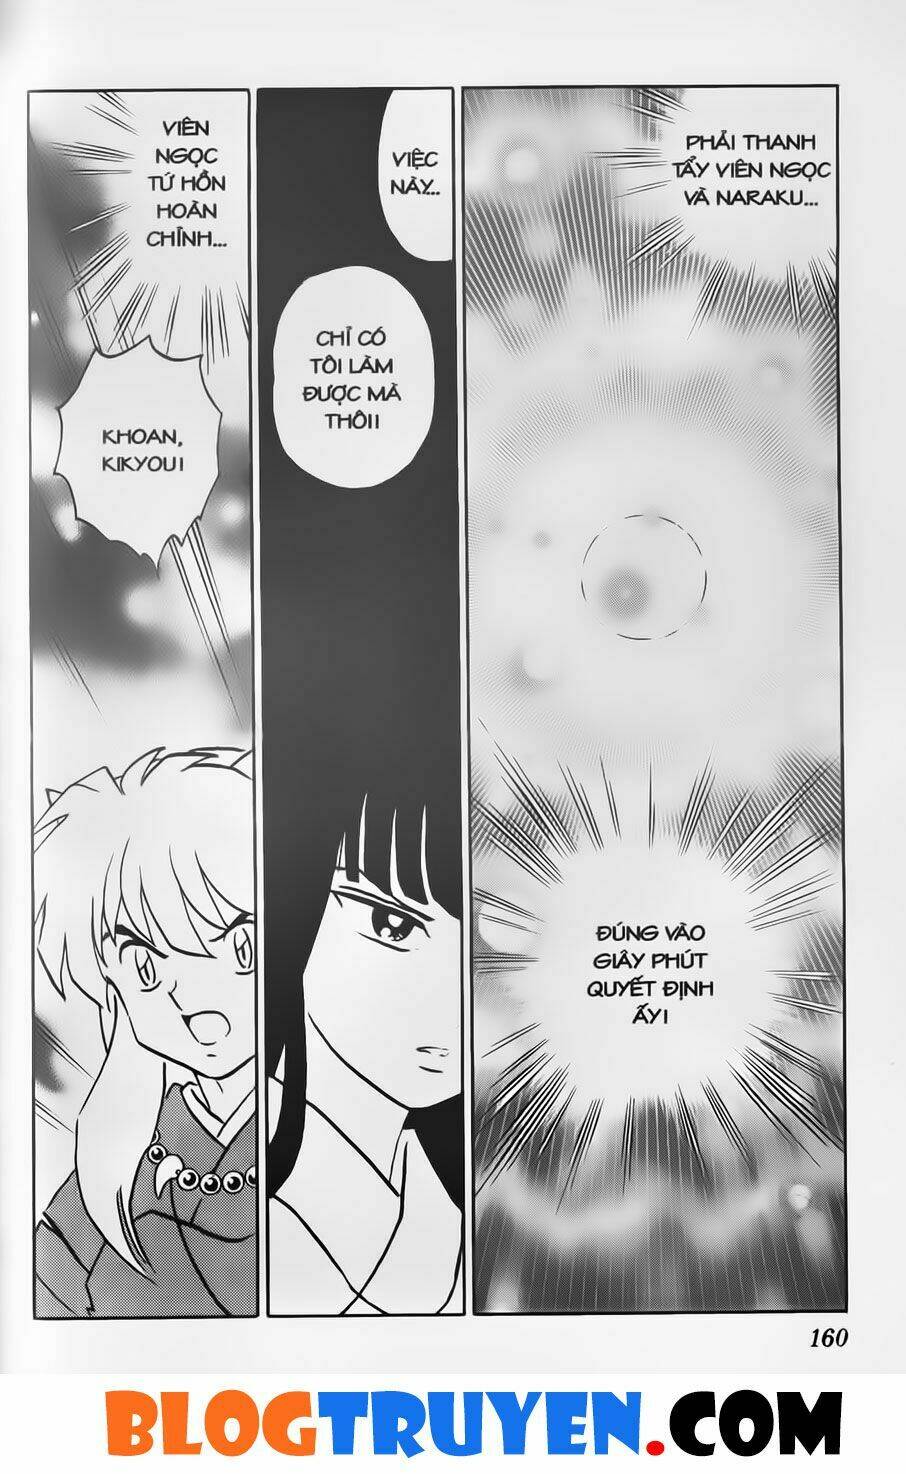 PHẢI THANH
TẨY VIÊN NGỌC
VÀ NARAKU...
ĐÚNG VÀO
GIÂY PHÚT
QUYẾT ĐỊNH
ẤY!
VIỆC
NÀY...
CHỈ CÓ
TÔI LÀM
ĐƯỢC MÀ
THÔI!
VIÊN
NGỌC
TỨ HỒN
HOÀN
CHỈNH...
KHOAN,
KIKYOU!
160
BLOGTRUYEN.COM